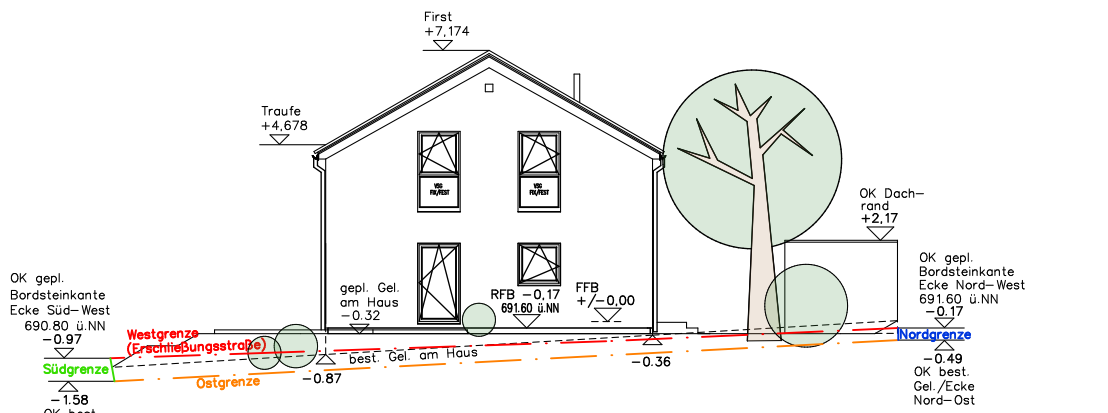 First
+7,174
Traufe
+4,678
VSG
FIX/FEST
VSG
FIX/FEST
OK Dach-
rand
+2,17
OK gepl.
Bordsteinkante
Ecke Süd-West
690.80 ü.NN
-0.97
gepl. Gel.
am Haus
-0.32
RFB -0,17
691.60 ü.NN
FFB
+/-0,00
OK gepl.
Bordsteinkante
Ecke Nord-West
691.60 ü.NN
-0.17
Westgrenze
(Erschließungsstraße)
best. Gel. am Haus
Nordgrenze
Südgrenze
Ostgrenze
-0.87
-0.36
-0.49
OK best.
Gel./Ecke
Nord-Ost
-1.58
OK best.